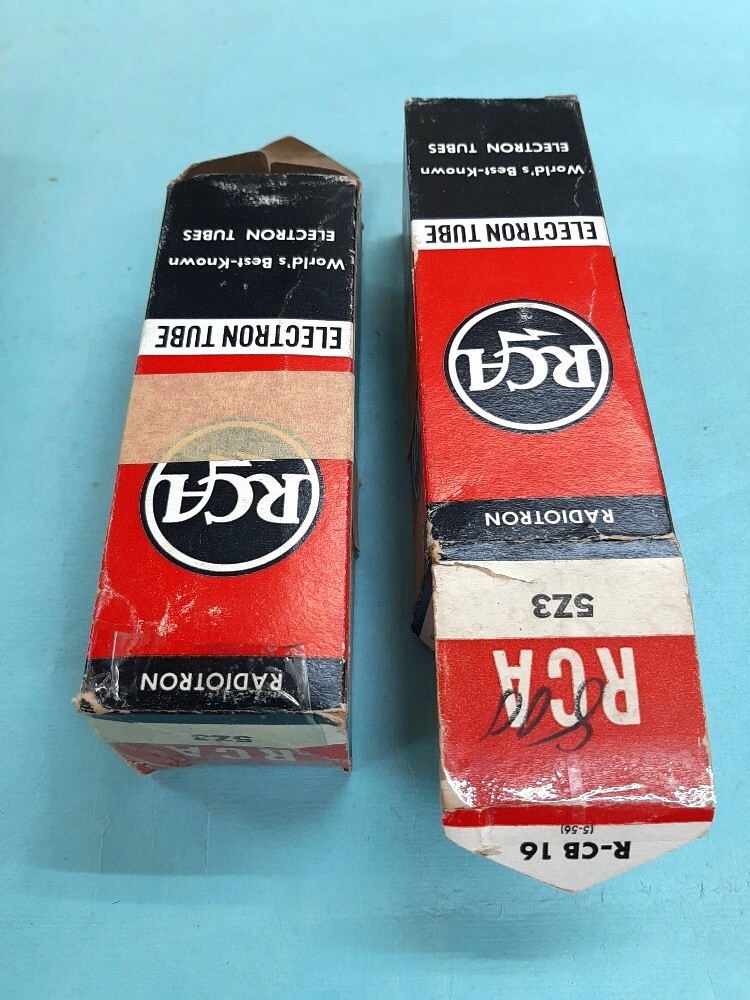 R-CB 16
(5-56)
RCA
5Z3
RADIOTRON
RCA
ELECTRON TUBE
World's Best-Known
ELECTRON TUBES
RCA
5Z3
RADIOTRON
RCA
ELECTRON TUBE
World's Best-Known
ELECTRON TUBES